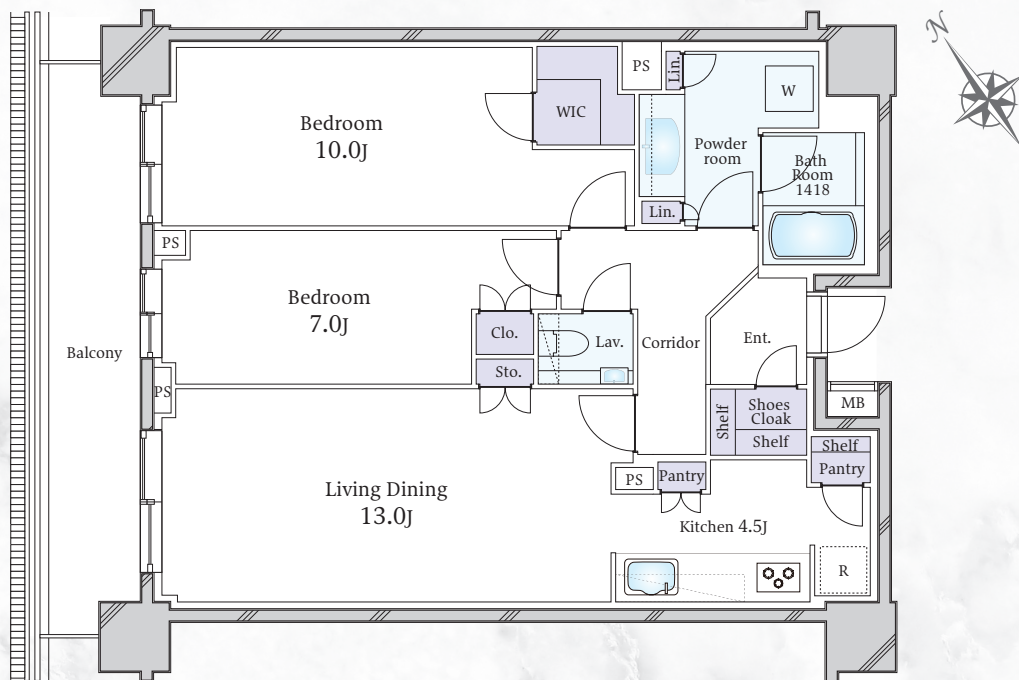 N
PS
Lin.
W
WIC
Bedroom
10.0J
Powder
room
Bath
Room
1418
Lin.
PS
Bedroom
7.0J
Clo.
Lav.
Corridor
Ent.
Balcony
Sto.
PS
MB
Shelf
Shoes
Cloak
Shelf
Shelf
Pantry
PS
Pantry
Living Dining
13.0J
Kitchen 4.5J
R